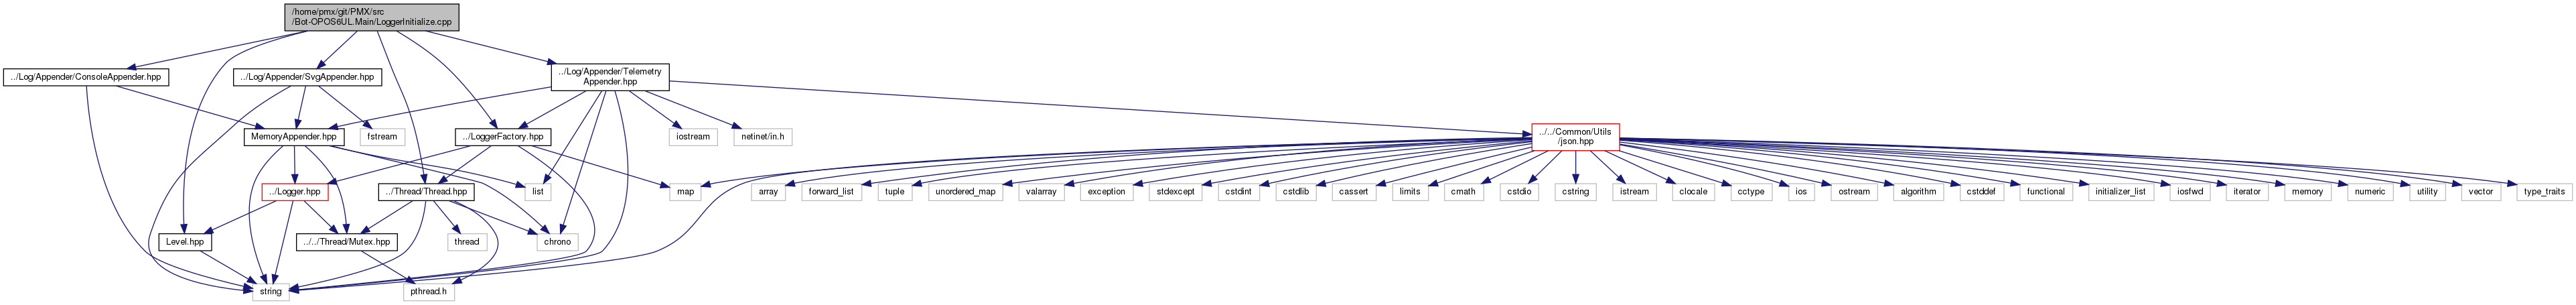 /home/pmx/git/PMX/src
/Bot-OPOS6UL.Main/LoggerInitialize.cpp
../Log/Appender/ConsoleAppender.hpp
../Log/Appender/SvgAppender.hpp
../Log/Appender/Telemetry
Appender.hpp
MemoryAppender.hpp
fstream
../LoggerFactory.hpp
iostream
netinet/in.h
../../Common/Utils
/json.hpp
../Logger.hpp
../Thread/Thread.hpp
list
map
array
forward_list
tuple
unordered_map
valarray
exception
stdexcept
cstdint
cstdlib
cassert
limits
cmath
cstdio
cstring
istream
clocale
cctype
ios
ostream
algorithm
cstddef
functional
initializer_list
iosfwd
iterator
memory
numeric
utility
vector
type_traits
Level.hpp
../../Thread/Mutex.hpp
thread
chrono
string
pthread.h